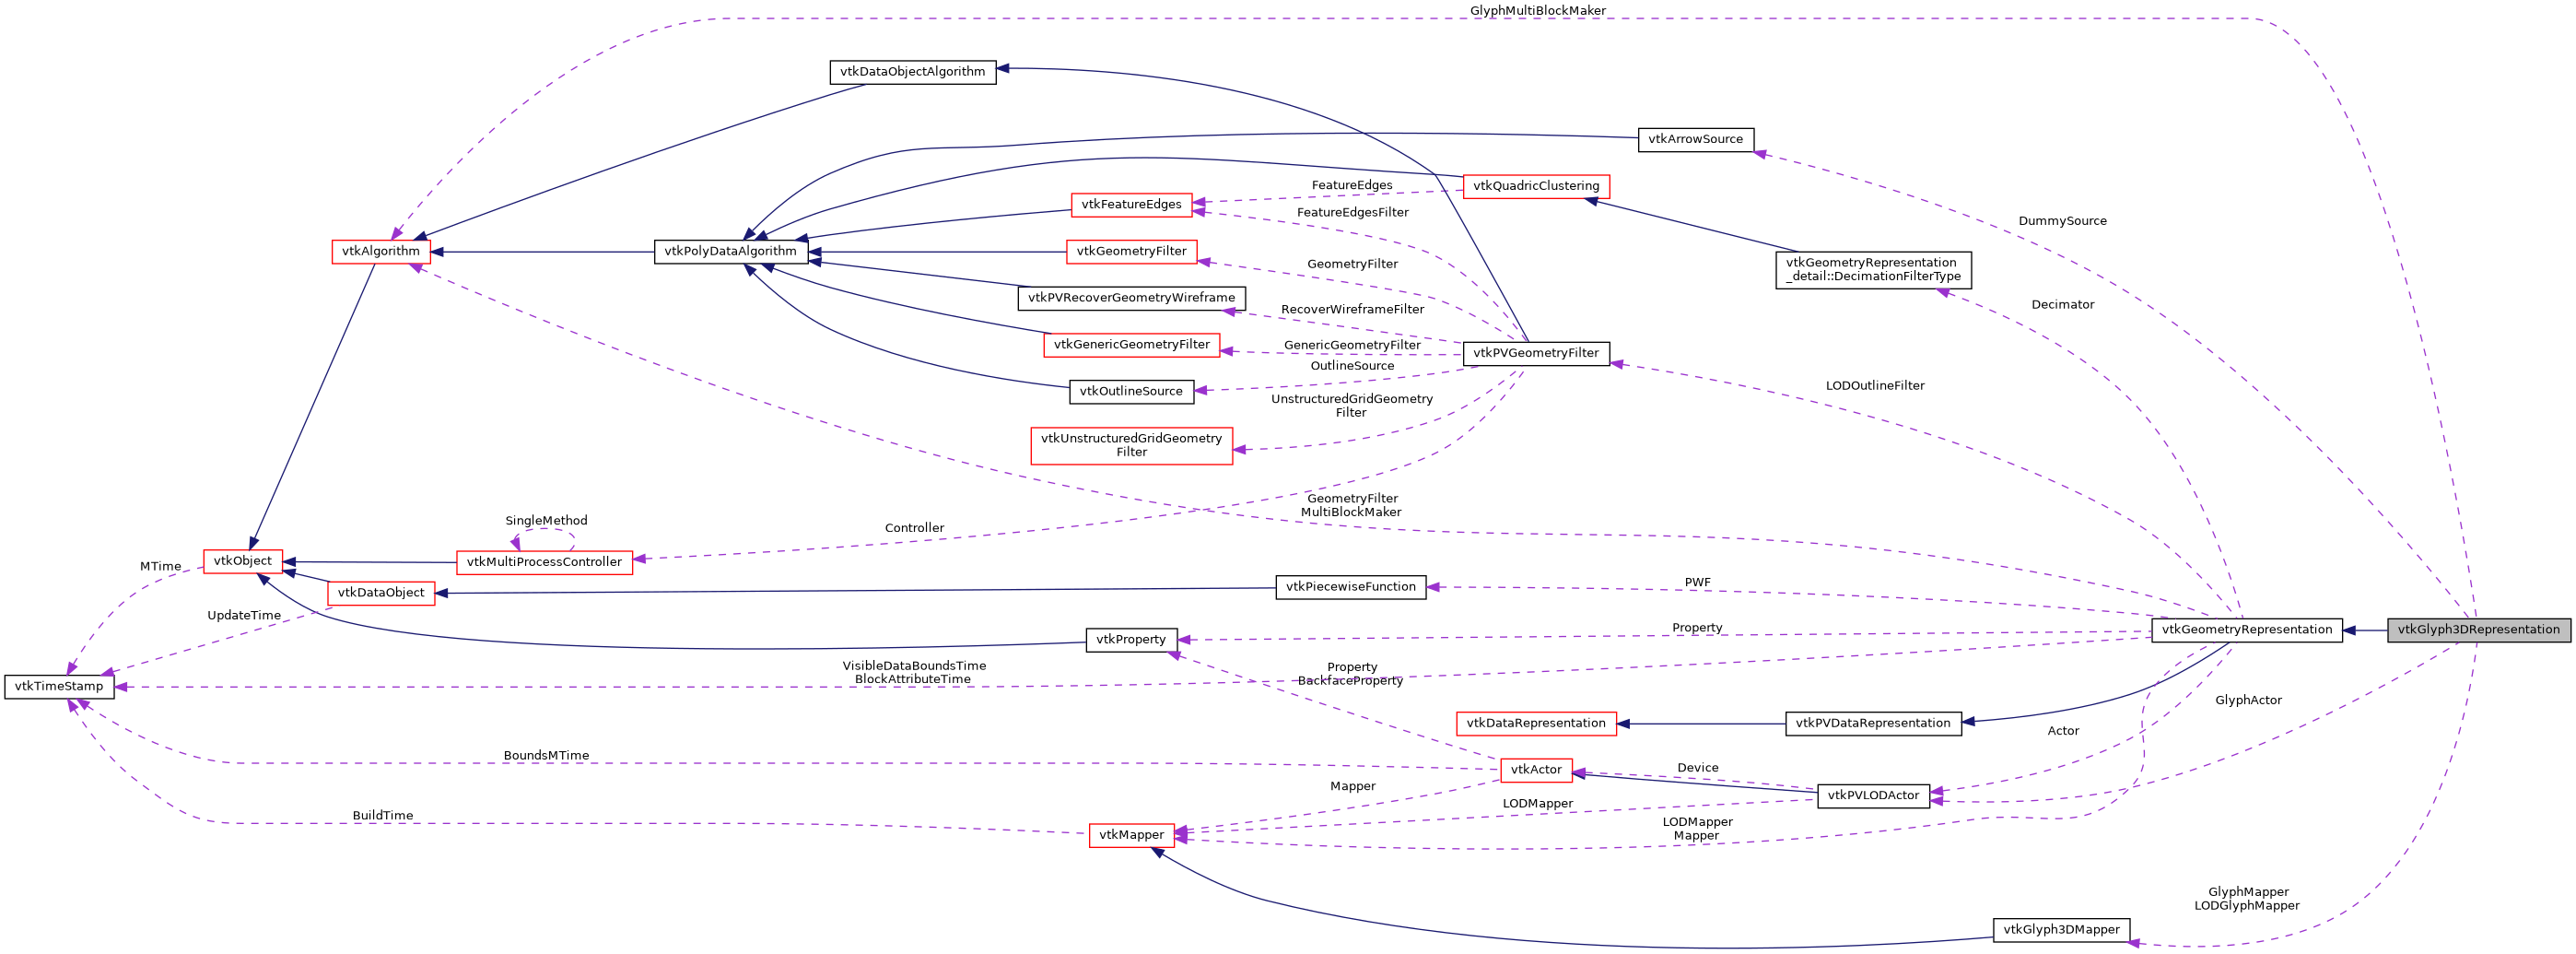 GlyphMultiBlockMaker
vtkDataObjectAlgorithm
vtkArrowSource
FeatureEdges
vtkQuadricClustering
vtkFeatureEdges
FeatureEdgesFilter
DummySource
vtkAlgorithm
vtkPolyDataAlgorithm
vtkGeometryFilter
GeometryFilter
vtkGeometryRepresentation
_detail::DecimationFilterType
vtkPVRecoverGeometryWireframe
RecoverWireframeFilter
Decimator
vtkGenericGeometryFilter
GenericGeometryFilter
vtkPVGeometryFilter
OutlineSource
vtkOutlineSource
LODOutlineFilter
UnstructuredGridGeometry
Filter
vtkUnstructuredGridGeometry
Filter
GeometryFilter
MultiBlockMaker
SingleMethod
Controller
MTime
vtkObject
vtkMultiProcessController
vtkDataObject
vtkPiecewiseFunction
PWF
UpdateTime
vtkProperty
Property
vtkGeometryRepresentation
vtkGlyph3DRepresentation
VisibleDataBoundsTime
BlockAttributeTime
Property
BackfaceProperty
vtkTimeStamp
GlyphActor
vtkDataRepresentation
vtkPVDataRepresentation
Actor
BoundsMTime
vtkActor
Device
Mapper
vtkPVLODActor
LODMapper
BuildTime
vtkMapper
LODMapper
Mapper
GlyphMapper
LODGlyphMapper
vtkGlyph3DMapper